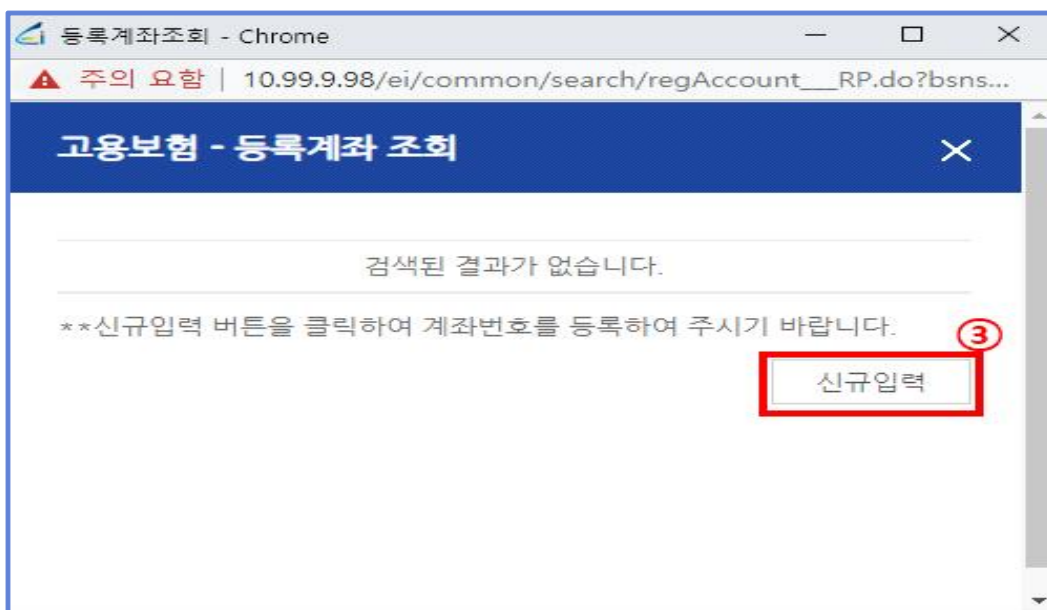 등록계좌조회 - Chrome
주의 요함 | 10.99.9.98/ei/common/search/regAccount___RP.do?bsns...
고용보험 - 등록계좌 조회
검색된 결과가 없습니다.
**신규입력 버튼을 클릭하여 계좌번호를 등록하여 주시기 바랍니다.
③
신규입력